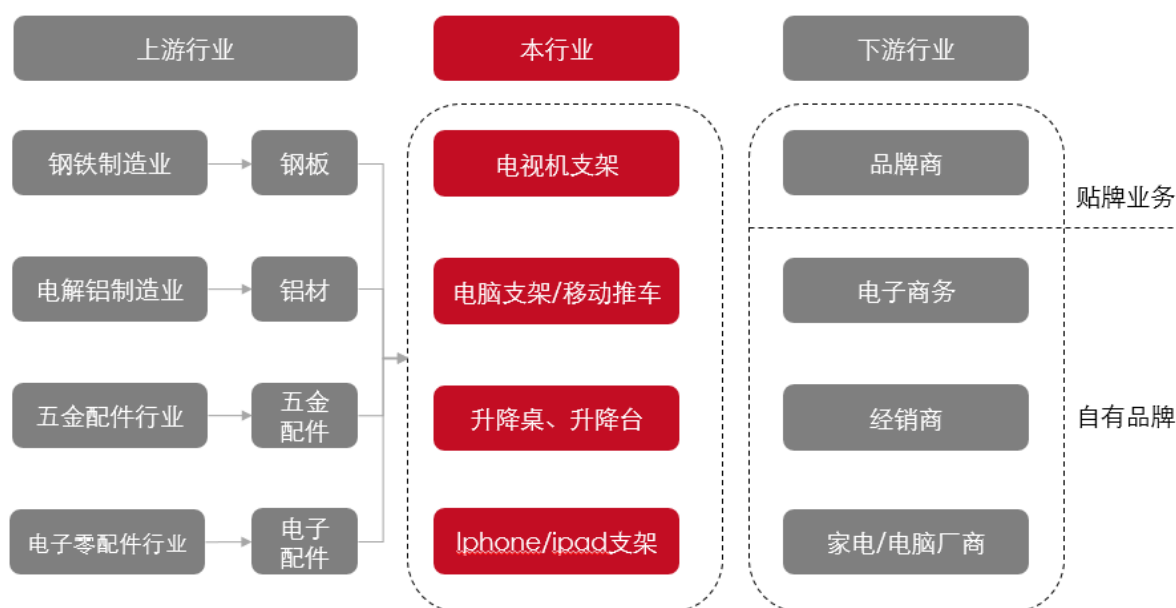 上游行业
本行业
下游行业
钢铁制造业
钢板
电视机支架
品牌商
贴牌业务
电解铝制造业
铝材
电脑支架/移动推车
电子商务
五金配件行业
五金
配件
升降桌、升降台
经销商
自有品牌
电子零配件行业
电子
配件
Iphone/ipad支架
家电/电脑厂商